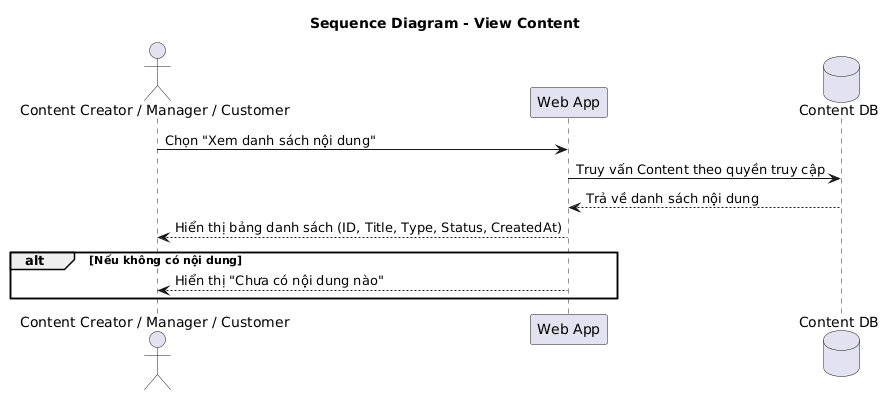 Sequence Diagram - View Content
Content Creator / Manager / Customer
Web App
Content DB
Chọn "Xem danh sách nội dung"
Truy vấn Content theo quyền truy cập
Trả về danh sách nội dung
Hiển thị bảng danh sách (ID, Title, Type, Status, CreatedAt)
alt
[Nếu không có nội dung]
Hiển thị "Chưa có nội dung nào"
Content Creator / Manager / Customer
Web App
Content DB